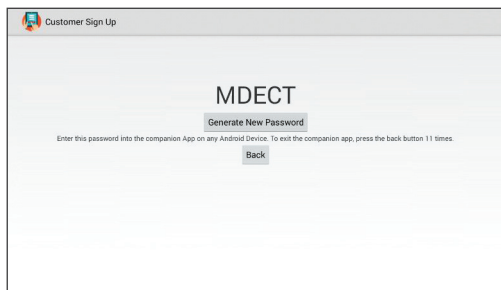 Customer Sign Up
MDECT
Generate New Password
Enter this password into the companion App on any Android Device. To exit the companion app, press the back button 11 times.
Back